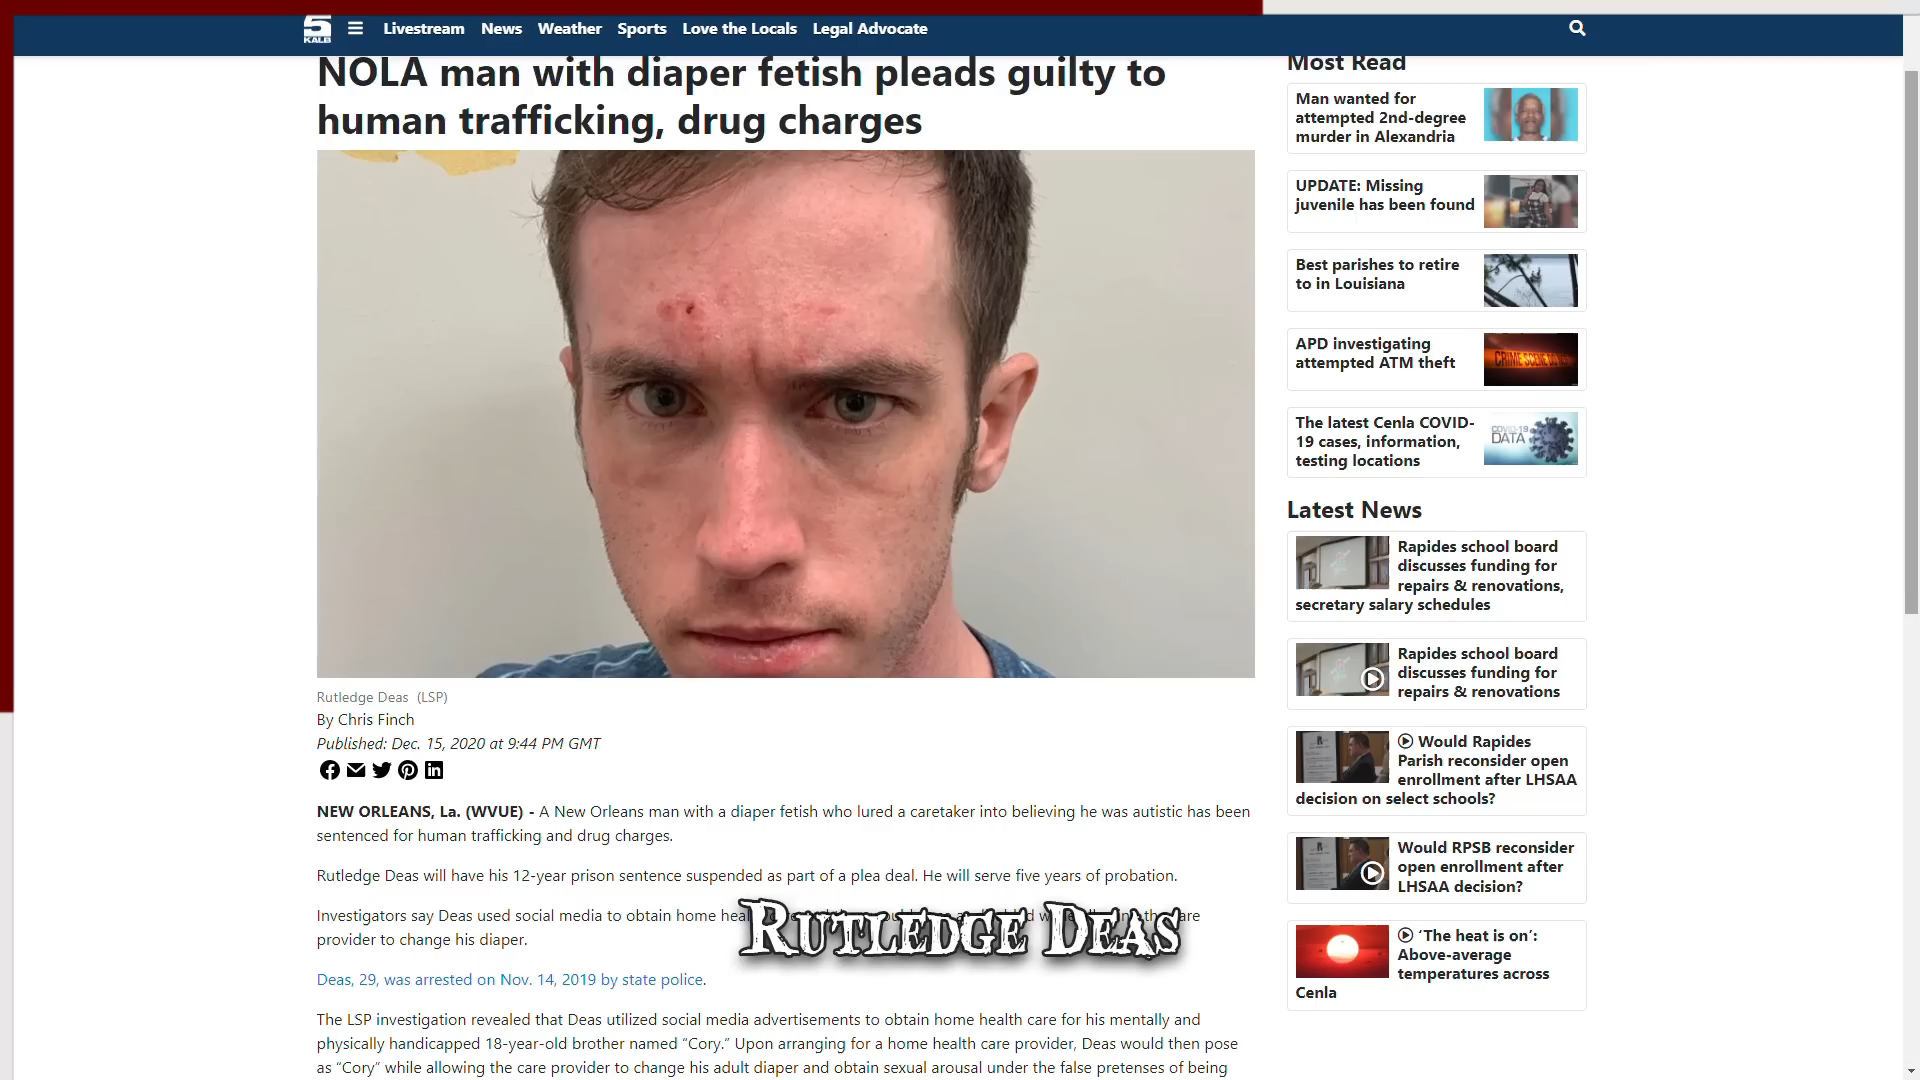 5
KALB
Livestream News Weather Sports Love the Locals Legal Advocate
NOLA man with diaper fetish pleads guilty to
human trafficking, drug charges
Rutledge Deas (LSP)
By Chris Finch
Published: Dec. 15, 2020 at 9:44 PM GMT
NEW ORLEANS, La. (WVUE) - A New Orleans man with a diaper fetish who lured a caretaker into believing he was autistic has been
sentenced for human trafficking and drug charges.
Rutledge Deas will have his 12-year prison sentence suspended as part of a plea deal. He will serve five years of probation.
Investigators say Deas used social media to obtain home
provider to change his diaper.
Rutledge Deas
Deas, 29, was arrested on Nov. 14, 2019 by state police.
The LSP investigation revealed that Deas utilized social media advertisements to obtain home health care for his mentally and
physically handicapped 18-year-old brother named “Cory.” Upon arranging for a home health care provider, Deas would then pose
as “Cory” while allowing the care provider to change his adult diaper and obtain sexual arousal under the false pretenses of being
Most Read
Man wanted for
attempted 2nd-degree
murder in Alexandria
UPDATE: Missing
juvenile has been found
Best parishes to retire
to in Louisiana
APD investigating
attempted ATM theft
CRIME SCENE DO
The latest Cenla COVID-
19 cases, information,
testing locations
COVID-19
DATA
Latest News
Rapides school board
discusses funding for
repairs & renovations,
secretary salary schedules
Rapides school board
discusses funding for
repairs & renovations
Would Rapides
Parish reconsider open
enrollment after LHSAA
decision on select schools?
Would RPSB reconsider
open enrollment after
LHSAA decision?
‘The heat is on’:
Above-average
temperatures across
Cenla